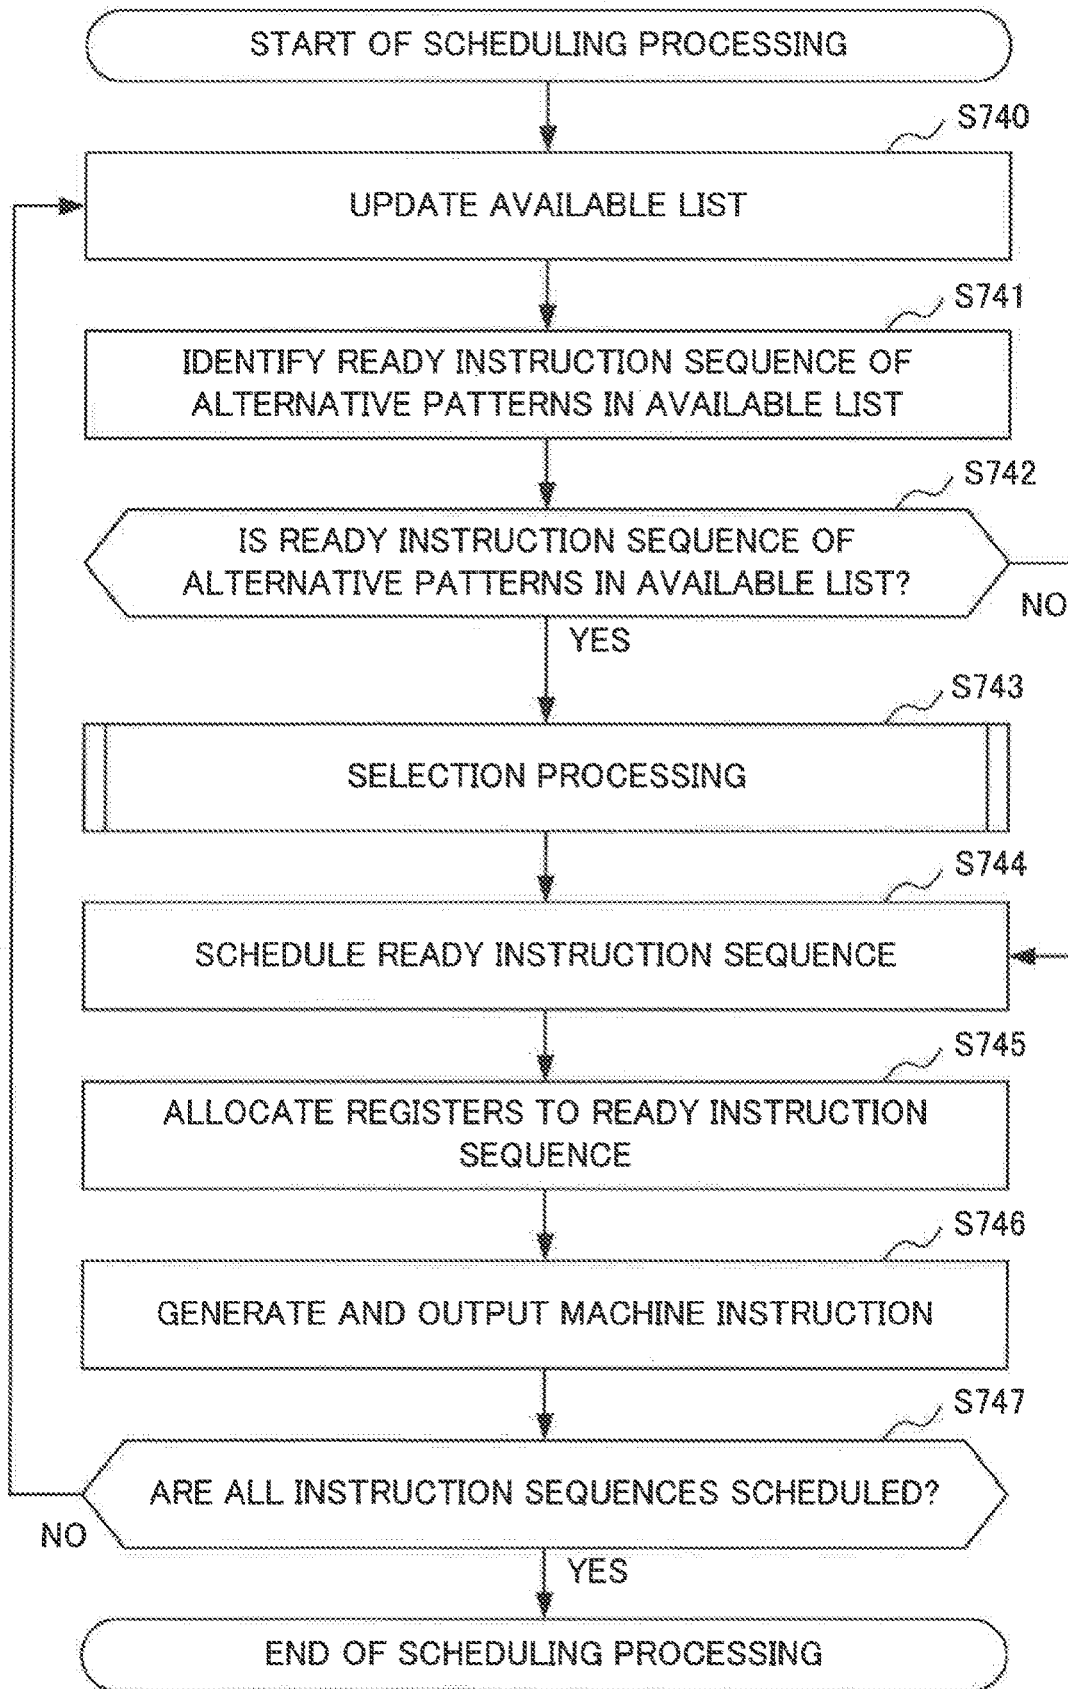 START OF SCHEDULING PROCESSING
S740
UPDATE AVAILABLE LIST
S741
IDENTIFY READY INSTRUCTION SEQUENCE OF
ALTERNATIVE PATTERNS IN AVAILABLE LIST
S742
IS READY INSTRUCTION SEQUENCE OF
ALTERNATIVE PATTERNS IN AVAILABLE LIST?
NO
YES
S743
SELECTION PROCESSING
S744
SCHEDULE READY INSTRUCTION SEQUENCE
S745
ALLOCATE REGISTERS TO READY INSTRUCTION
SEQUENCE
S746
GENERATE AND OUTPUT MACHINE INSTRUCTION
S747
ARE ALL INSTRUCTION SEQUENCES SCHEDULED?
NO
YES
END OF SCHEDULING PROCESSING